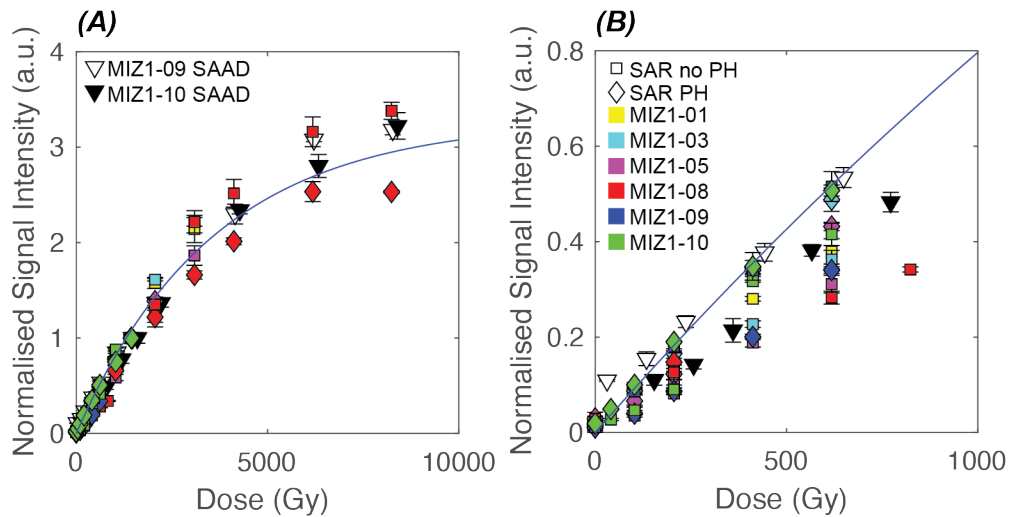 (A)
Normalised Signal Intensity (a.u.)
4
3
2
1
0
MIZ1-09 SAAD
MIZ1-10 SAAD
0
5000
10000
Dose (Gy)
(B)
Normalised Signal Intensity (a.u.)
0.8
0.6
0.4
0.2
0
SAR no PH
SAR PH
MIZ1-01
MIZ1-03
MIZ1-05
MIZ1-08
MIZ1-09
MIZ1-10
0
500
1000
Dose (Gy)